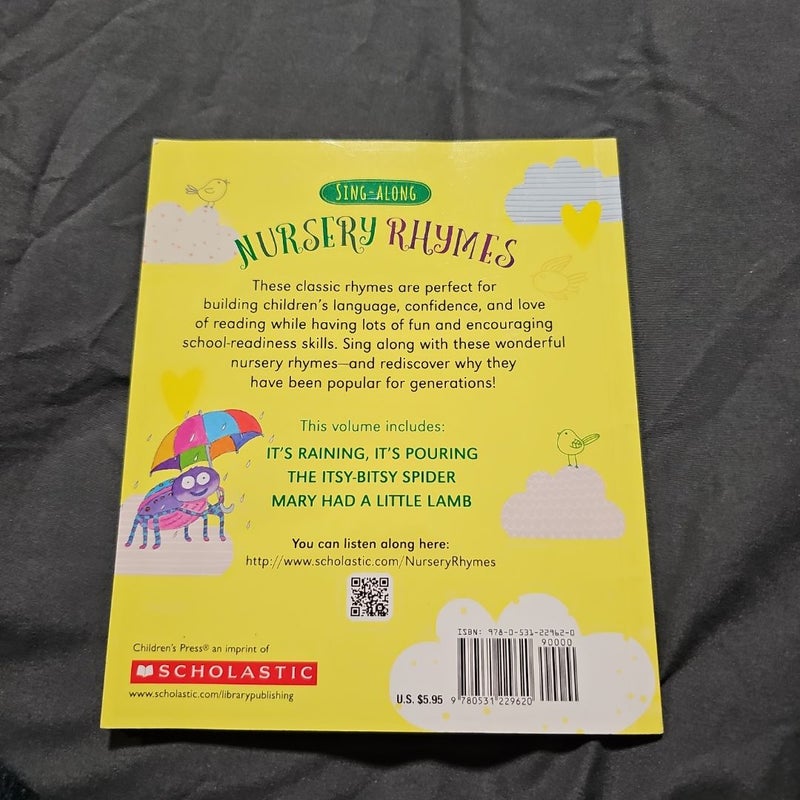 SING-ALONG
NURSERY RHYMES
These classic rhymes are perfect for
building children's language, confidence, and love
of reading while having lots of fun and encouraging
school-readiness skills. Sing along with these wonderful
nursery rhymes—and rediscover why they
have been popular for generations!
This volume includes:
IT'S RAINING, IT'S POURING
THE ITSY-BITSY SPIDER
MARY HAD A LITTLE LAMB
You can listen along here:
http://www.scholastic.com/NurseryRhymes
Children's Press® an imprint of
SCHOLASTIC
www.scholastic.com/librarypublishing
ISBN: 978-0-531-22962-0
90000
U.S. $5.95
9 780531 229620